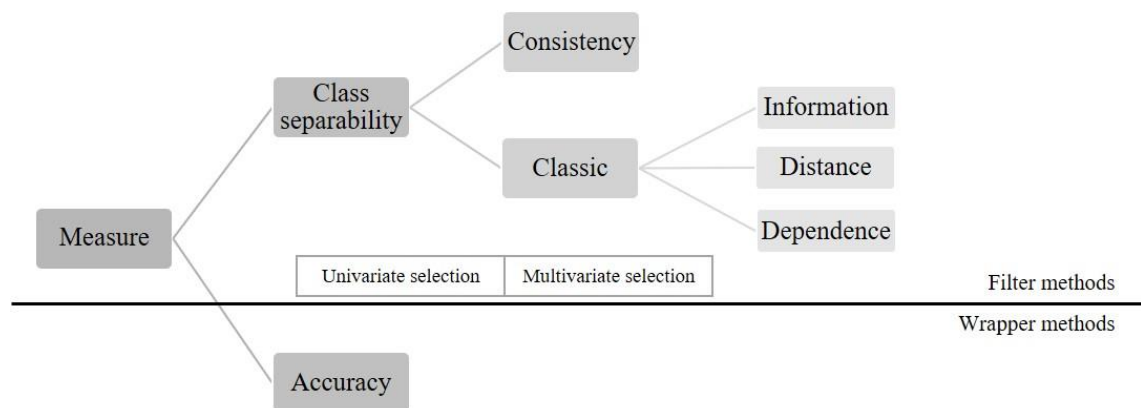 Consistency
Class
separability
Information
Classic
Distance
Measure
Dependence
Univariate selection
Multivariate selection
Filter methods
Wrapper methods
Accuracy